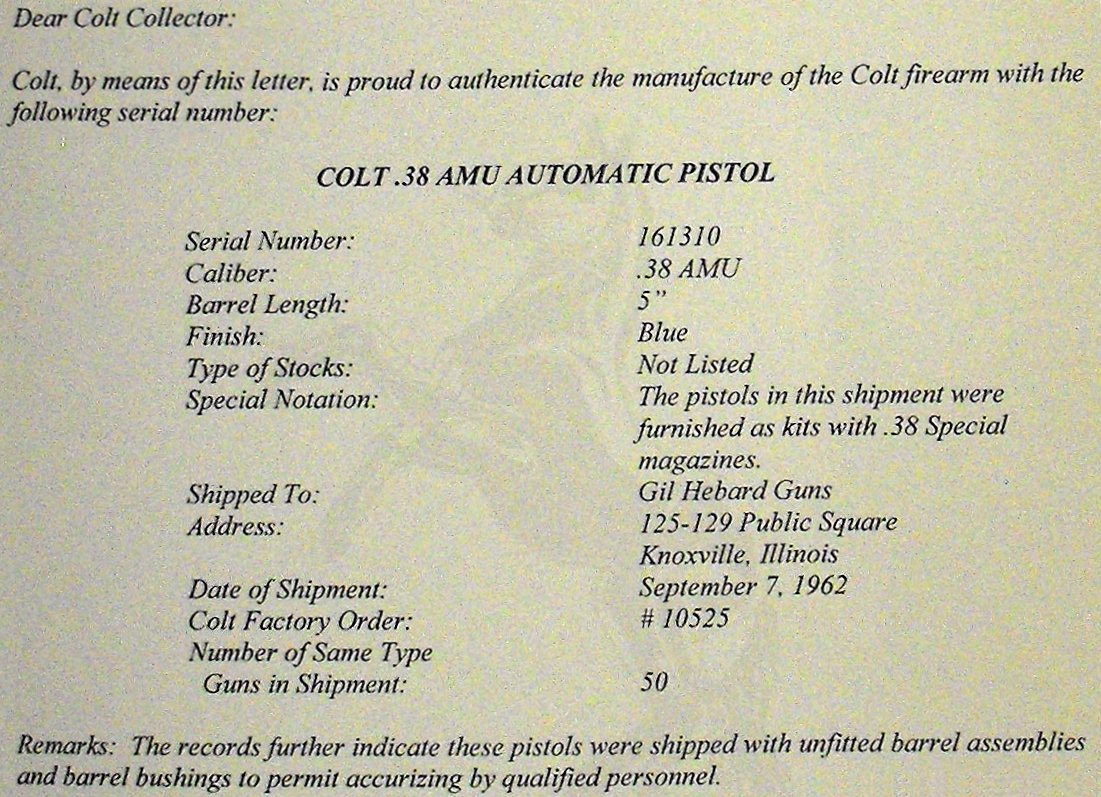 Dear Colt Collector:
Colt, by means of this letter, is proud to authenticate the manufacture of the Colt firearm with the
following serial number:
COLT .38 AMU AUTOMATIC PISTOL
Serial Number: 161310
Caliber: .38 AMU
Barrel Length: 5"
Finish: Blue
Type of Stocks: Not Listed
Special Notation: The pistols in this shipment were
furnished as kits with .38 Special
magazines.
Shipped To: Gil Hebard Guns
Address: 125-129 Public Square
Knoxville, Illinois
Date of Shipment: September 7, 1962
Colt Factory Order: # 10525
Number of Same Type
Guns in Shipment: 50
Remarks: The records further indicate these pistols were shipped with unfitted barrel assemblies
and barrel bushings to permit accurizing by qualified personnel.